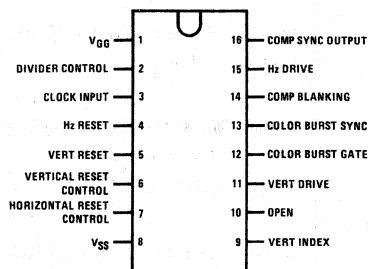 VGG 1 16 COMP SYNC OUTPUT
DIVIDER CONTROL 2 15 Hz DRIVE
CLOCK INPUT 3 14 COMP BLANKING
Hz RESET 4 13 COLOR BURST SYNC
VERT RESET 5 12 COLOR BURST GATE
VERTICAL RESET
CONTROL 6 11 VERT DRIVE
HORIZONTAL RESET
CONTROL 7 10 OPEN
VSS 8 9 VERT INDEX